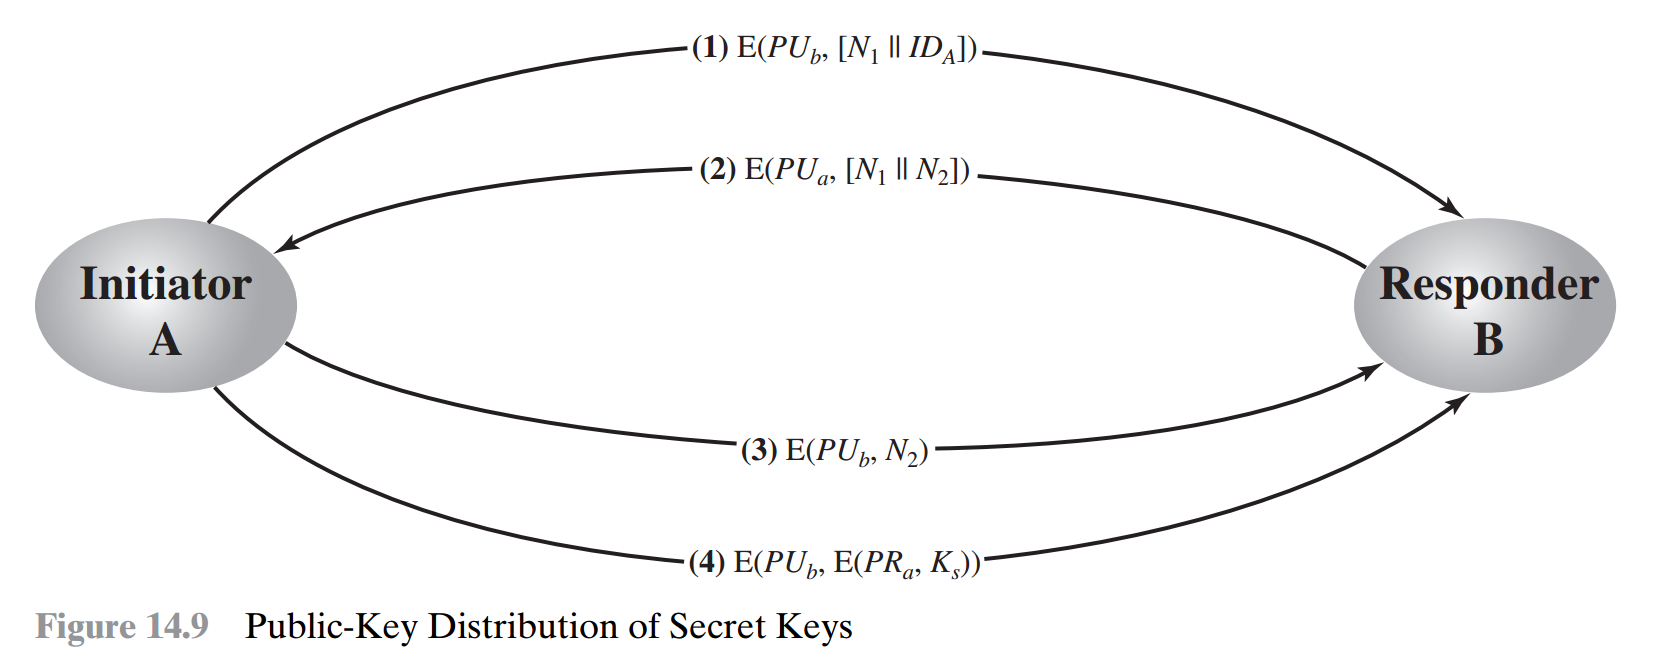 (1) E(PU_b, [N_1 || ID_A])
(2) E(PU_a, [N_1 || N_2])
Initiator
A
Responder
B
(3) E(PU_b, N_2)
(4) E(PU_b, E(PR_a, K_s))
Figure 14.9 Public-Key Distribution of Secret Keys